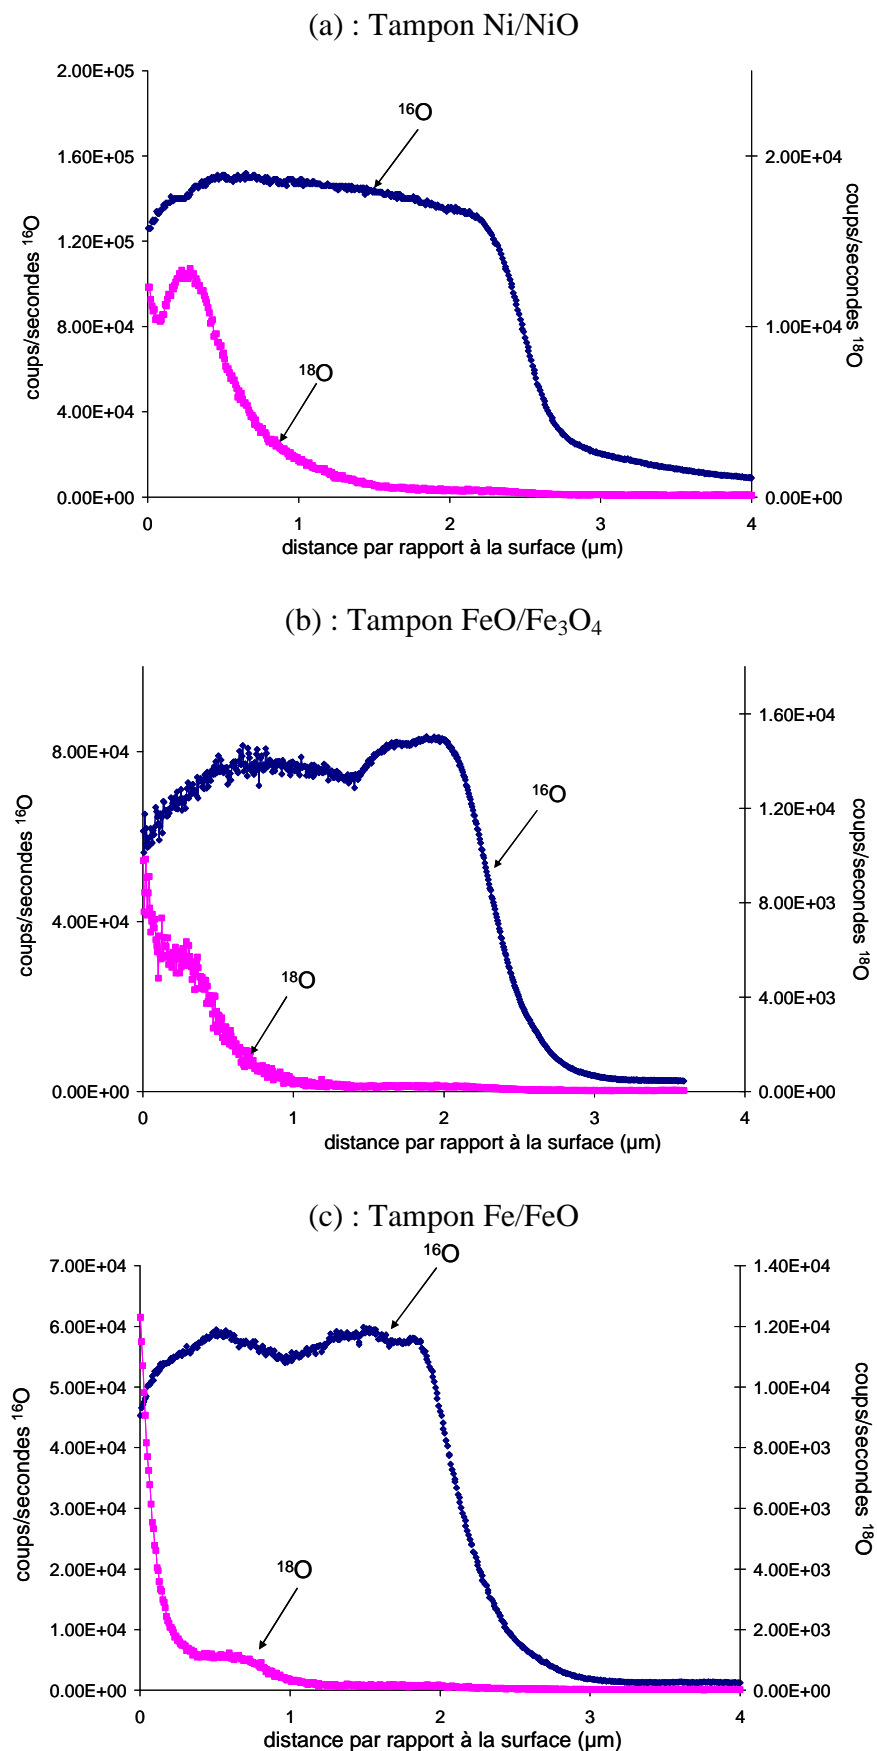 (a) : Tampon Ni/NiO
2.00E+05
1.60E+05
1.20E+05
8.00E+04
4.00E+04
0.00E+00
coups/secondes ¹⁶O
¹⁶O
¹⁸O
2.00E+04
1.00E+04
0.00E+00
coups/secondes ¹⁸O
0 1 2 3 4
distance par rapport à la surface (µm)
(b) : Tampon FeO/Fe₃O₄
8.00E+04
4.00E+04
0.00E+00
coups/secondes ¹⁶O
¹⁶O
¹⁸O
1.60E+04
1.20E+04
8.00E+03
4.00E+03
0.00E+00
coups/secondes ¹⁸O
0 1 2 3 4
distance par rapport à la surface (µm)
(c) : Tampon Fe/FeO
7.00E+04
6.00E+04
5.00E+04
4.00E+04
3.00E+04
2.00E+04
1.00E+04
0.00E+00
coups/secondes ¹⁶O
¹⁶O
¹⁸O
1.40E+04
1.20E+04
1.00E+04
8.00E+03
6.00E+03
4.00E+03
2.00E+03
0.00E+00
coups/secondes ¹⁸O
0 1 2 3 4
distance par rapport à la surface (µm)